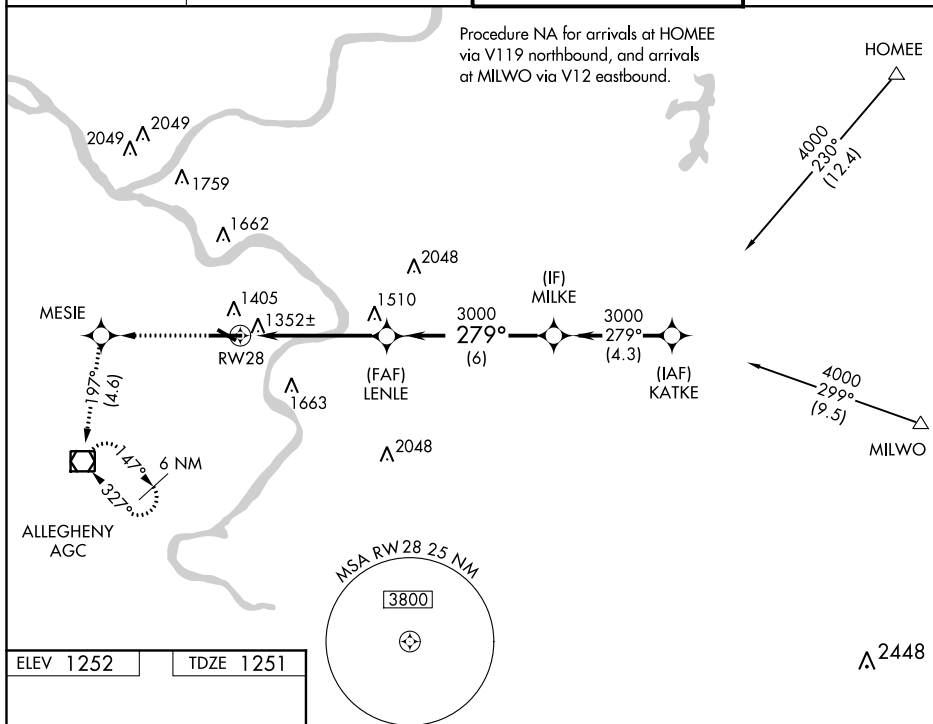 Procedure NA for arrivals at HOMEE
via V119 northbound, and arrivals
at MILWO via V12 eastbound.
HOMEE
4000
230°
(12.4)
2049
2049
1759
1662
2048
(IF)
MILKE
MESIE
1405
1352±
1510
3000
279°
(6)
3000
279°
(4.3)
RW28
(FAF)
LENLE
(IAF)
KATKE
197°
(4.6)
1663
4000
299°
(9.5)
2048
MILWO
147°
6 NM
327°
ALLEGHENY
AGC
MSA RW28 25 NM
3800
ELEV 1252
TDZE 1251
2448